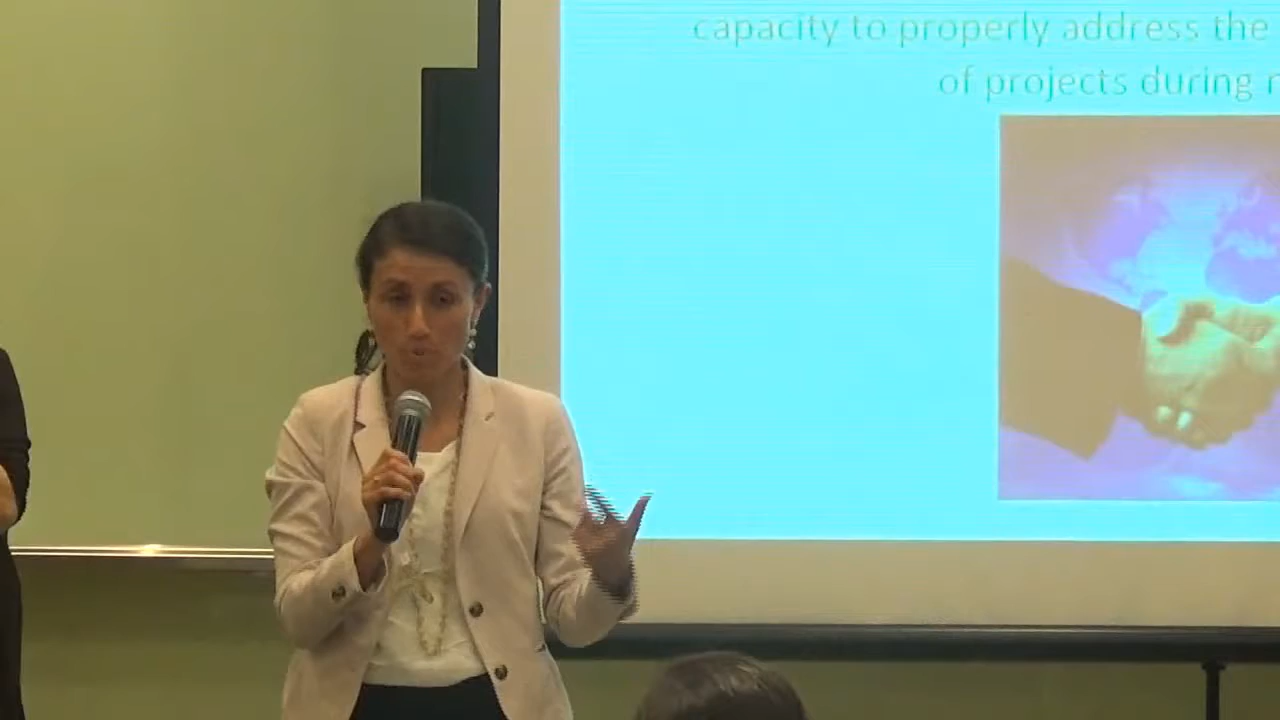 capacity to properly address the
of projects during